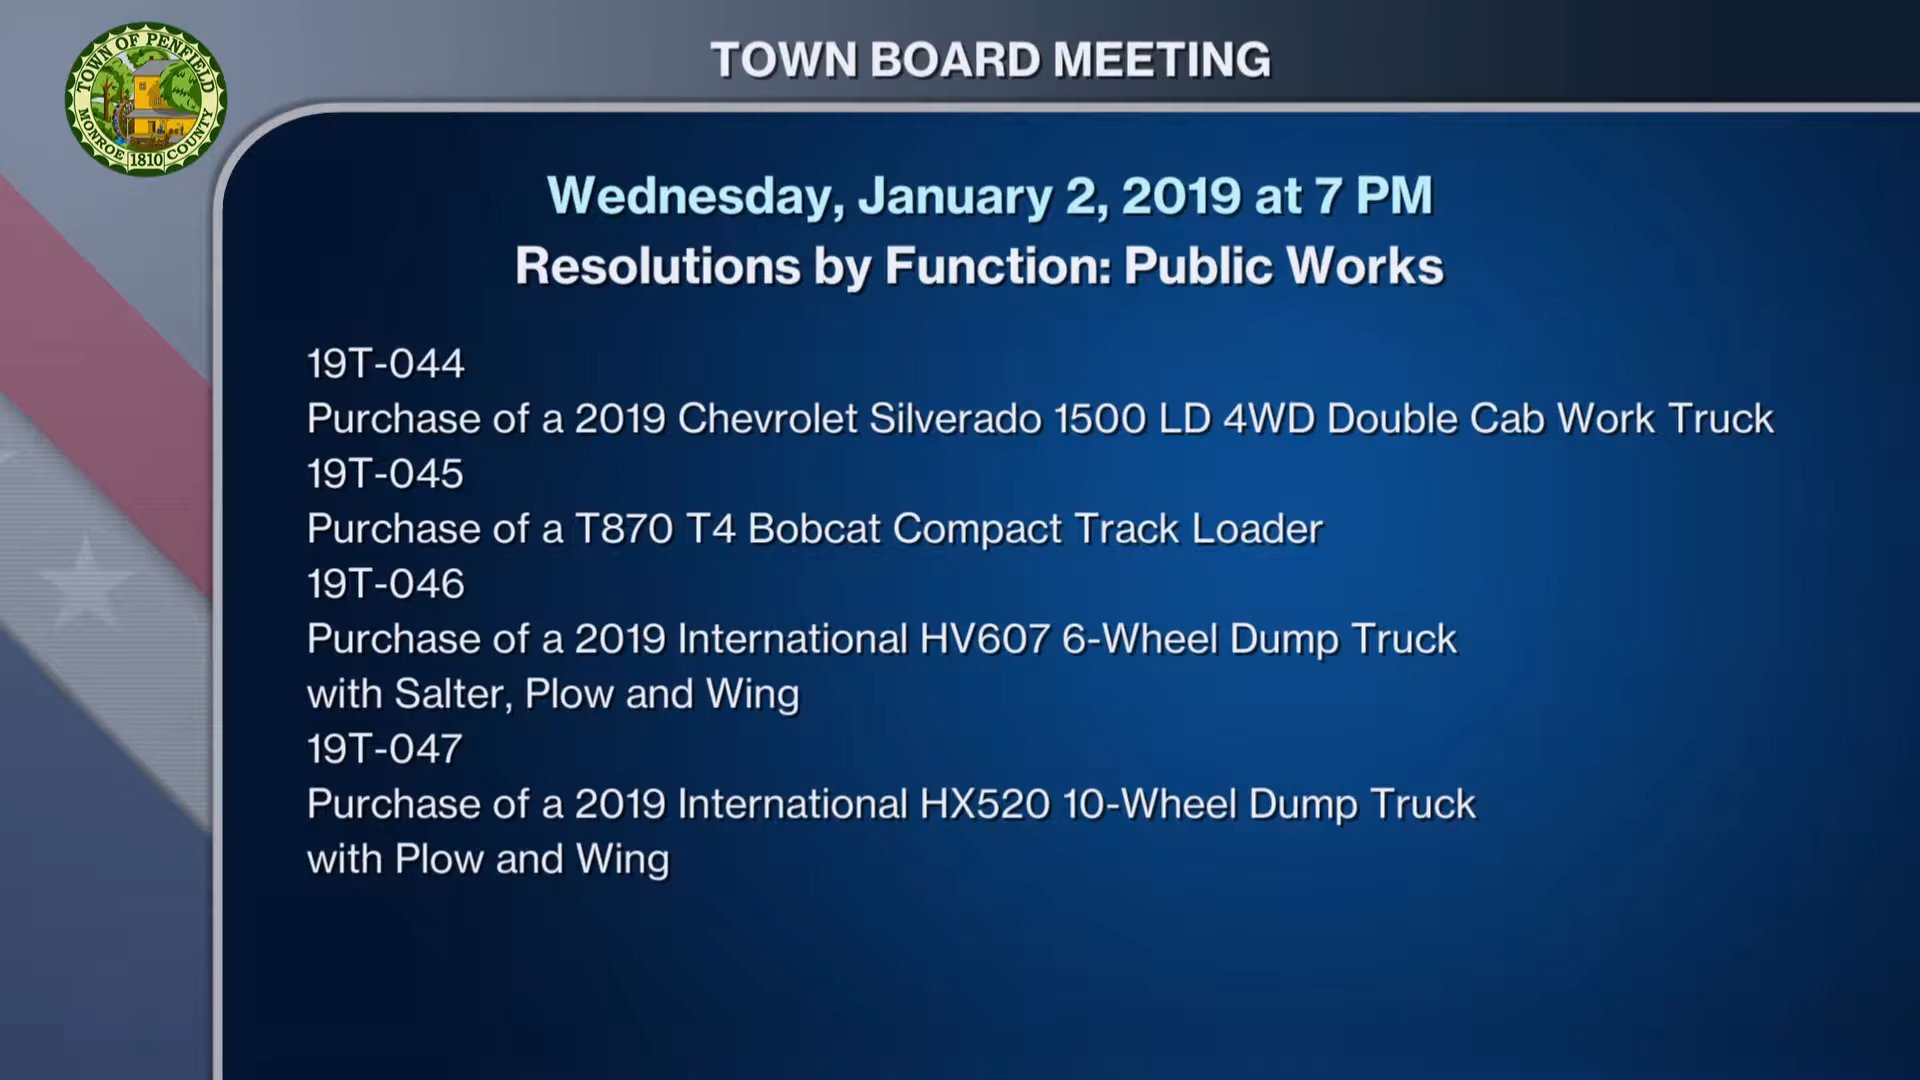 TOWN OF PENFIELD
MONROE 1810 COUNTY
TOWN BOARD MEETING
Wednesday, January 2, 2019 at 7 PM
Resolutions by Function: Public Works
19T-044
Purchase of a 2019 Chevrolet Silverado 1500 LD 4WD Double Cab Work Truck
19T-045
Purchase of a T870 T4 Bobcat Compact Track Loader
19T-046
Purchase of a 2019 International HV607 6-Wheel Dump Truck
with Salter, Plow and Wing
19T-047
Purchase of a 2019 International HX520 10-Wheel Dump Truck
with Plow and Wing